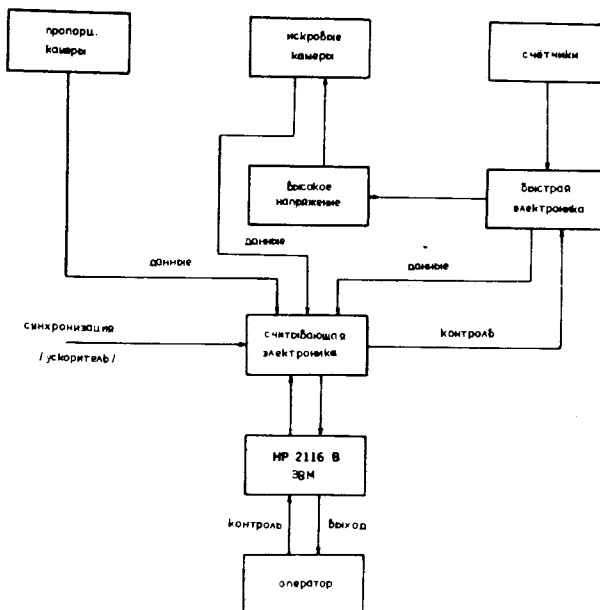 пропорц.
камеры
искровые
камеры
счётчики
высокое
напряжение
быстрая
электроника
данные
данные
данные
синхронизация
/ускоритель/
считывающая
электроника
контроль
HP 2116 B
ЭВМ
контроль
выход
оператор